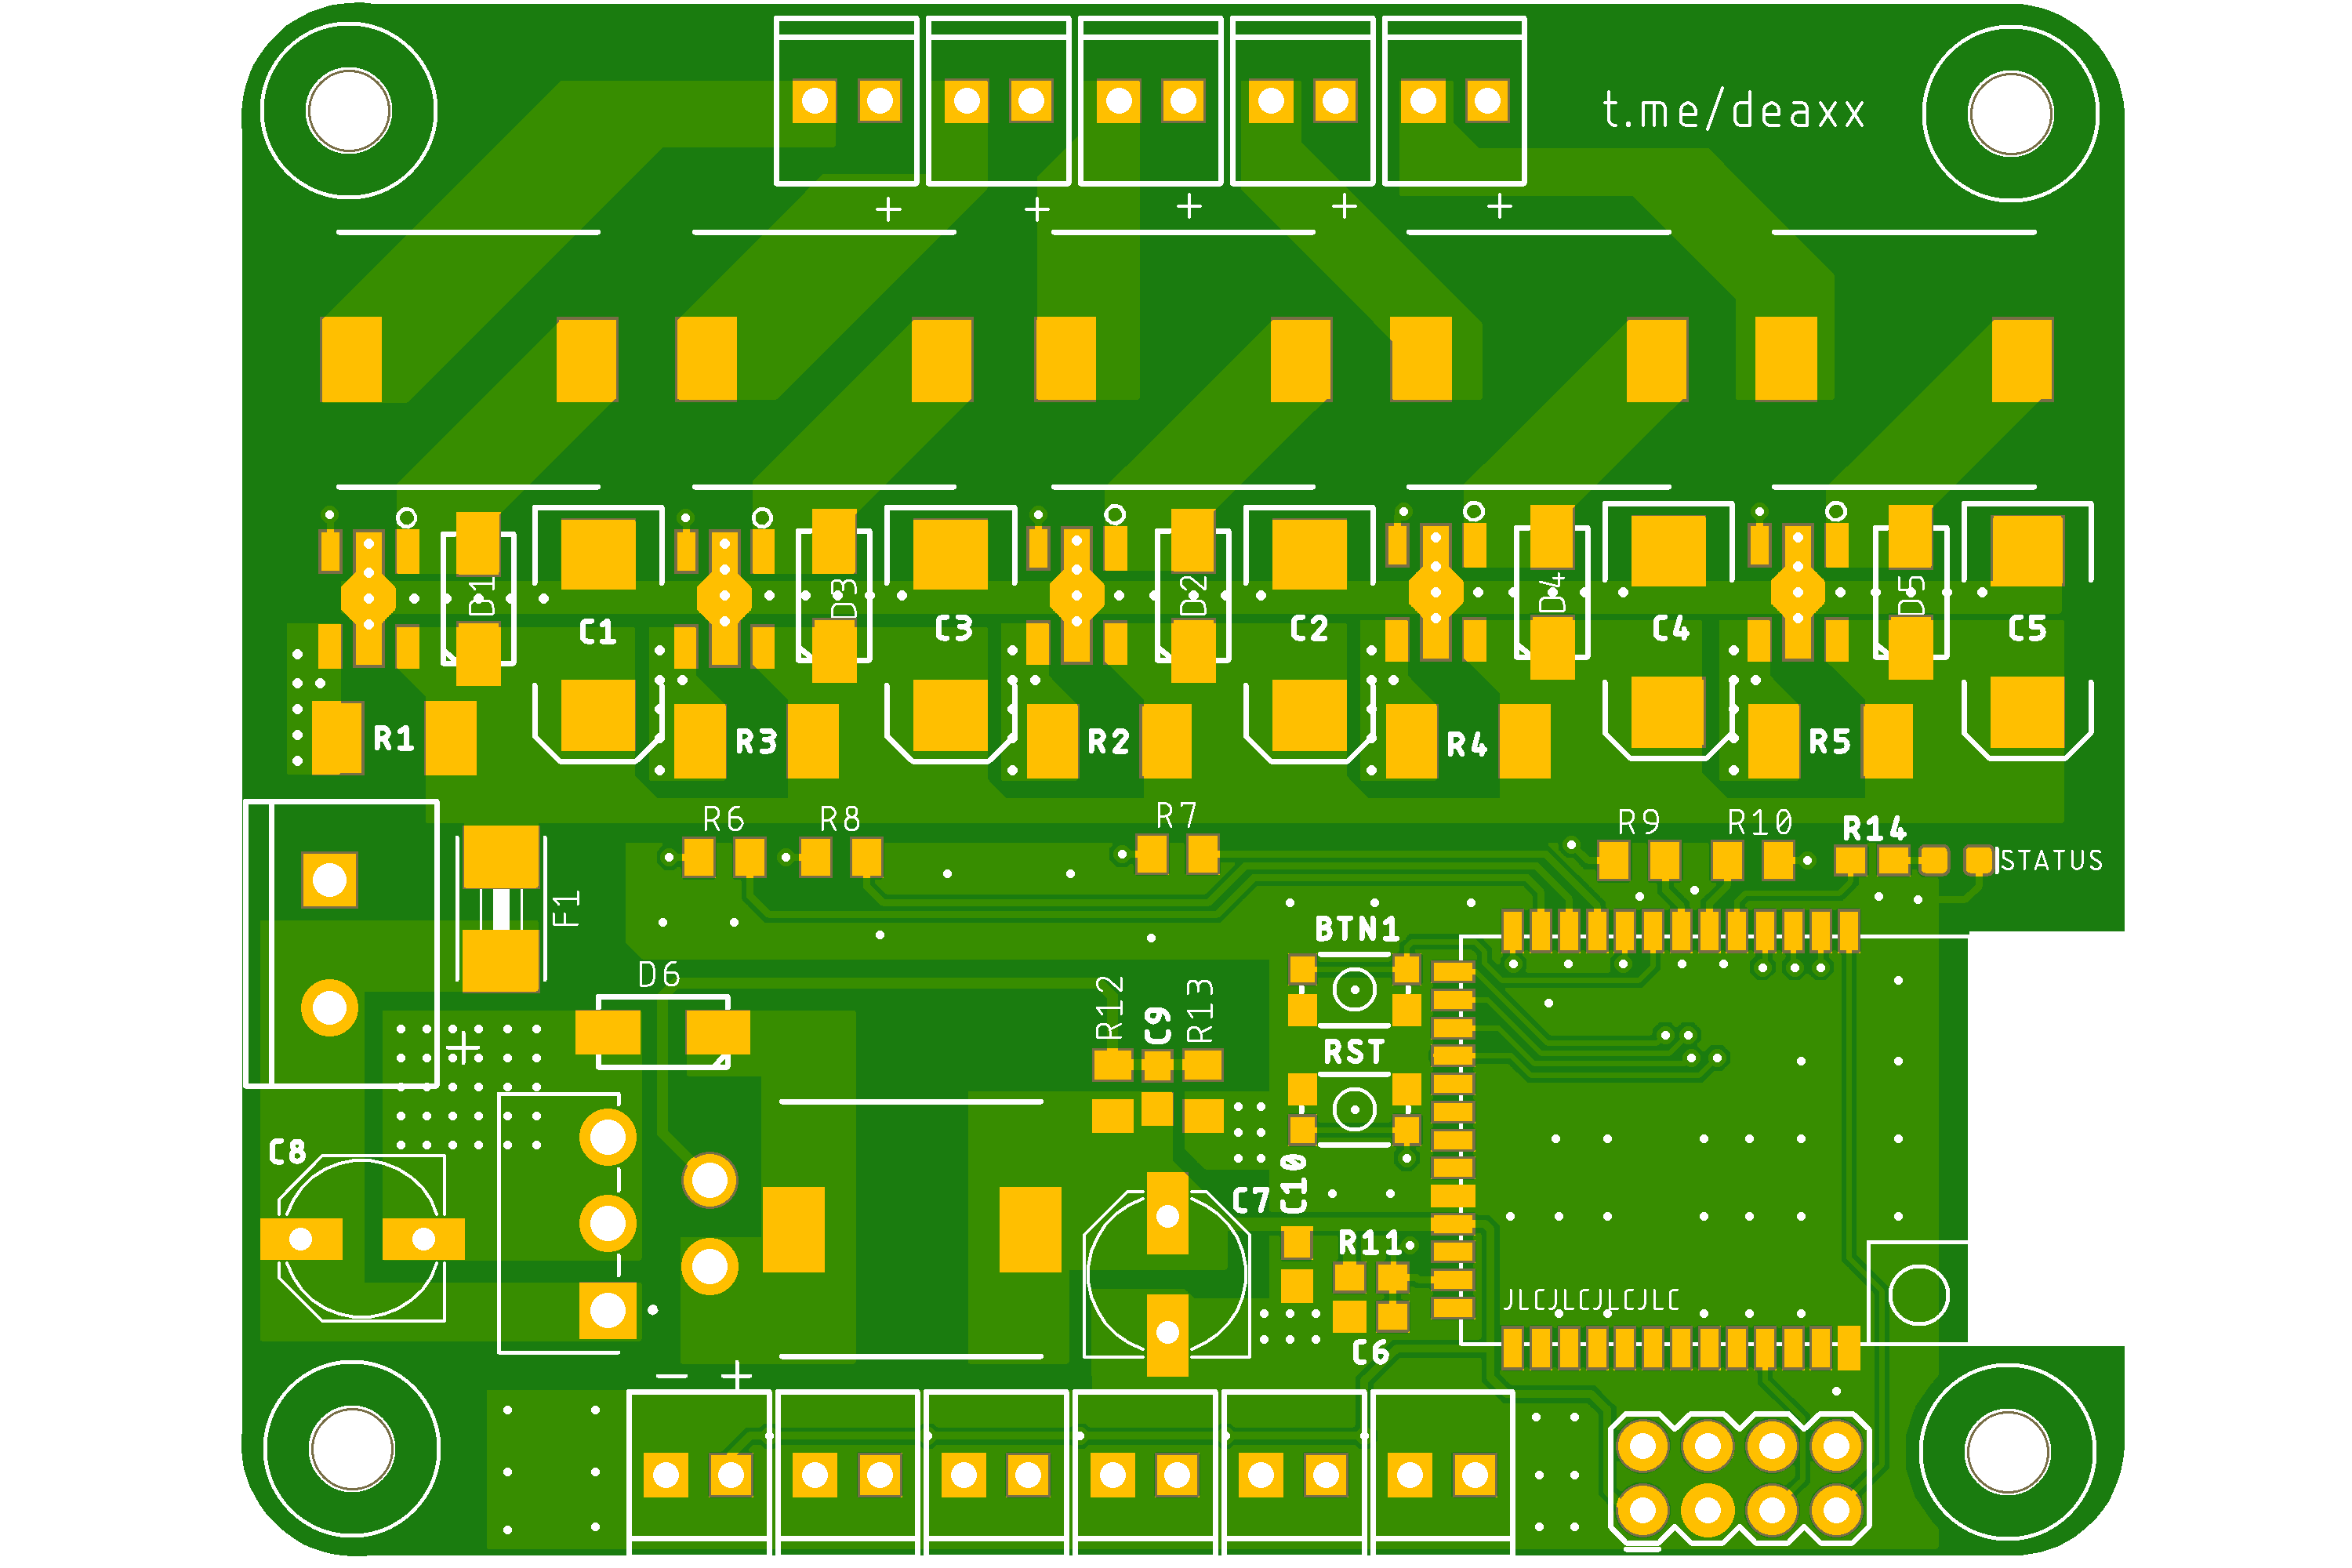 t.me/deaxx
+ + + + +
D1 D3 D2 D4 D5
C1 C3 C2 C4 C5
R1 R3 R2 R4 R5
R6 R8 R7 R9 R10 R14
STATUS
F1
BTN1
D6
R12 C9 R13
+
RST
C8
C7 C10
R11
JLCJLCJLCJLC
C6
- +